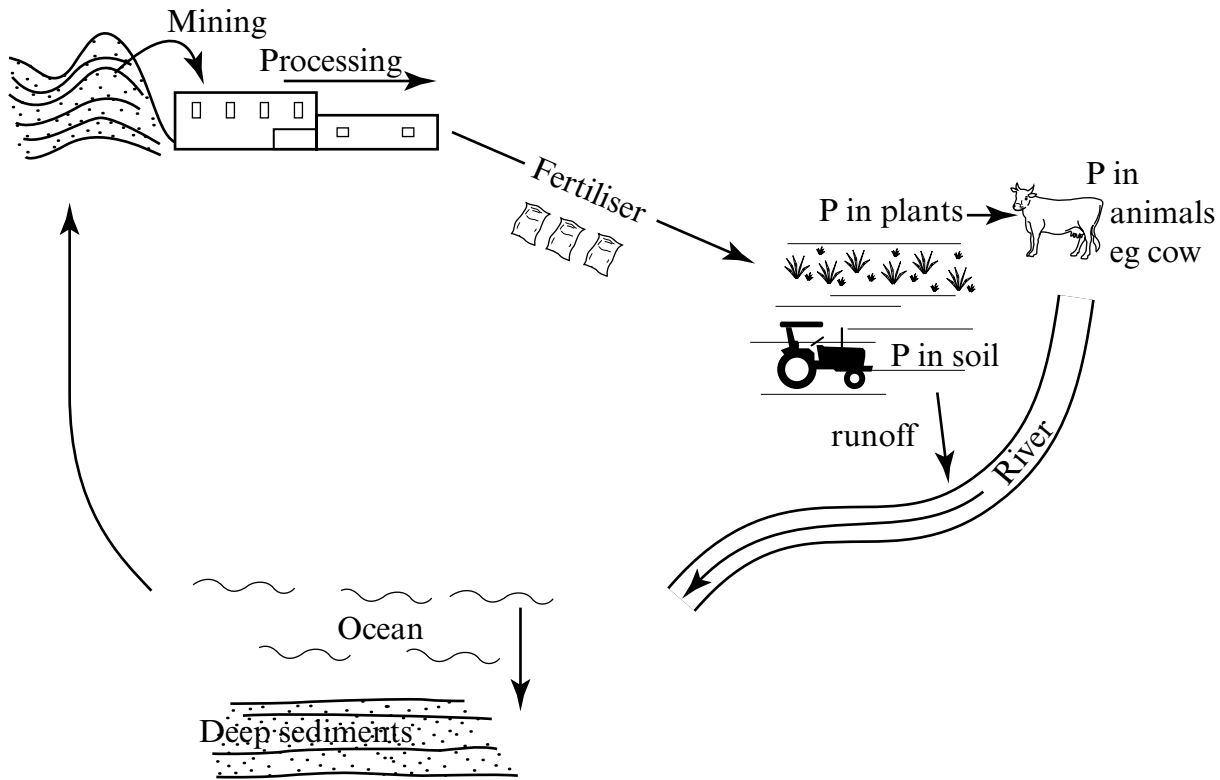 Mining
Processing
Fertiliser
P in plants
P in
animals
eg cow
P in soil
runoff
River
Ocean
Deep sediments